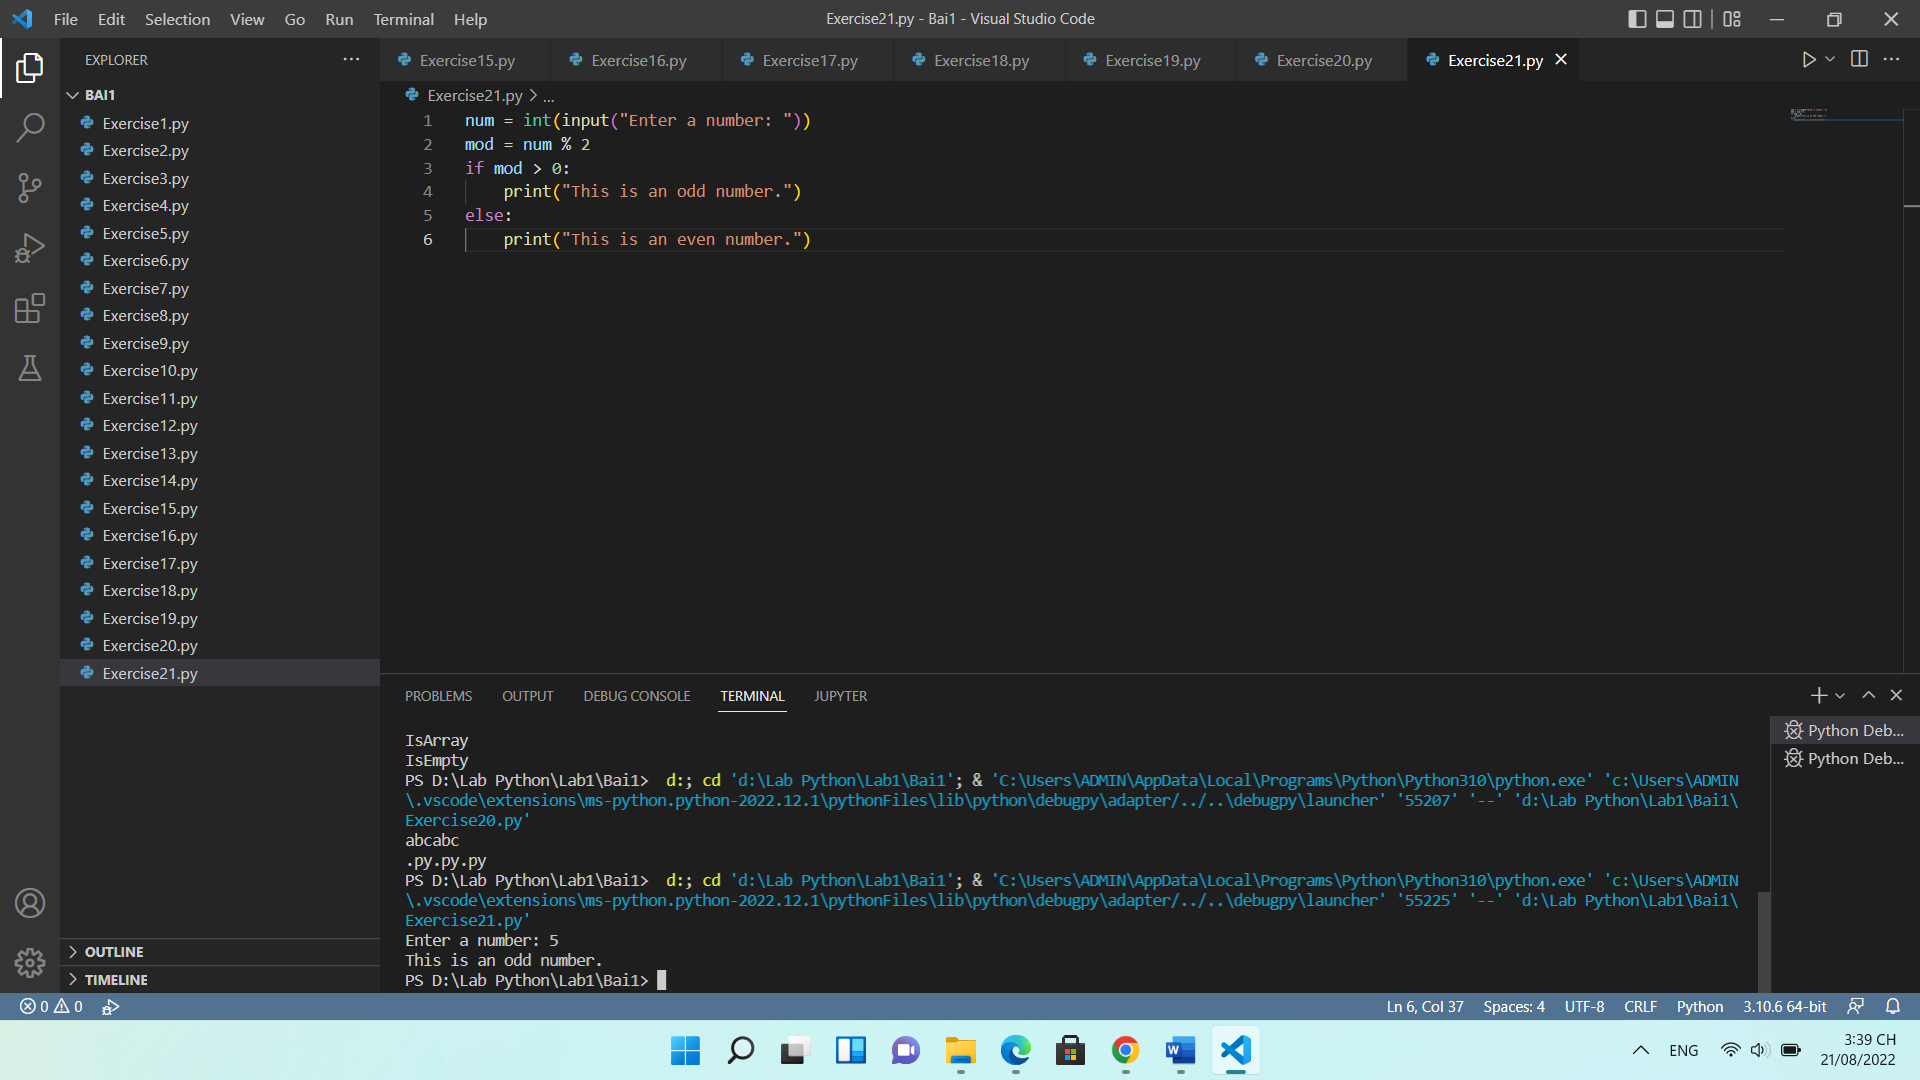 File Edit Selection View Go Run Terminal Help
Exercise21.py - Bai1 - Visual Studio Code
EXPLORER
BAI1
Exercise1.py
Exercise2.py
Exercise3.py
Exercise4.py
Exercise5.py
Exercise6.py
Exercise7.py
Exercise8.py
Exercise9.py
Exercise10.py
Exercise11.py
Exercise12.py
Exercise13.py
Exercise14.py
Exercise15.py
Exercise16.py
Exercise17.py
Exercise18.py
Exercise19.py
Exercise20.py
Exercise21.py
OUTLINE
TIMELINE
Exercise15.py Exercise16.py Exercise17.py Exercise18.py Exercise19.py Exercise20.py Exercise21.py
Exercise21.py > ...
1 num = int(input("Enter a number: "))
2 mod = num % 2
3 if mod > 0:
4 print("This is an odd number.")
5 else:
6 print("This is an even number.")
PROBLEMS OUTPUT DEBUG CONSOLE TERMINAL JUPYTER
IsArray
IsEmpty
PS D:\Lab Python\Lab1\Bai1> d:; cd 'd:\Lab Python\Lab1\Bai1'; & 'C:\Users\ADMIN\AppData\Local\Programs\Python\Python310\python.exe' 'c:\Users\ADMIN
\.vscode\extensions\ms-python.python-2022.12.1\pythonFiles\lib\python\debugpy\adapter/../..\debugpy\launcher' '55207' '--' 'd:\Lab Python\Lab1\Bai1\
Exercise20.py'
abcabc
.py.py.py
PS D:\Lab Python\Lab1\Bai1> d:; cd 'd:\Lab Python\Lab1\Bai1'; & 'C:\Users\ADMIN\AppData\Local\Programs\Python\Python310\python.exe' 'c:\Users\ADMIN
\.vscode\extensions\ms-python.python-2022.12.1\pythonFiles\lib\python\debugpy\adapter/../..\debugpy\launcher' '55225' '--' 'd:\Lab Python\Lab1\Bai1\
Exercise21.py'
Enter a number: 5
This is an odd number.
PS D:\Lab Python\Lab1\Bai1>
Python Deb...
Python Deb...
0 0
Ln 6, Col 37 Spaces: 4 UTF-8 CRLF Python 3.10.6 64-bit
ENG
3:39 CH
21/08/2022